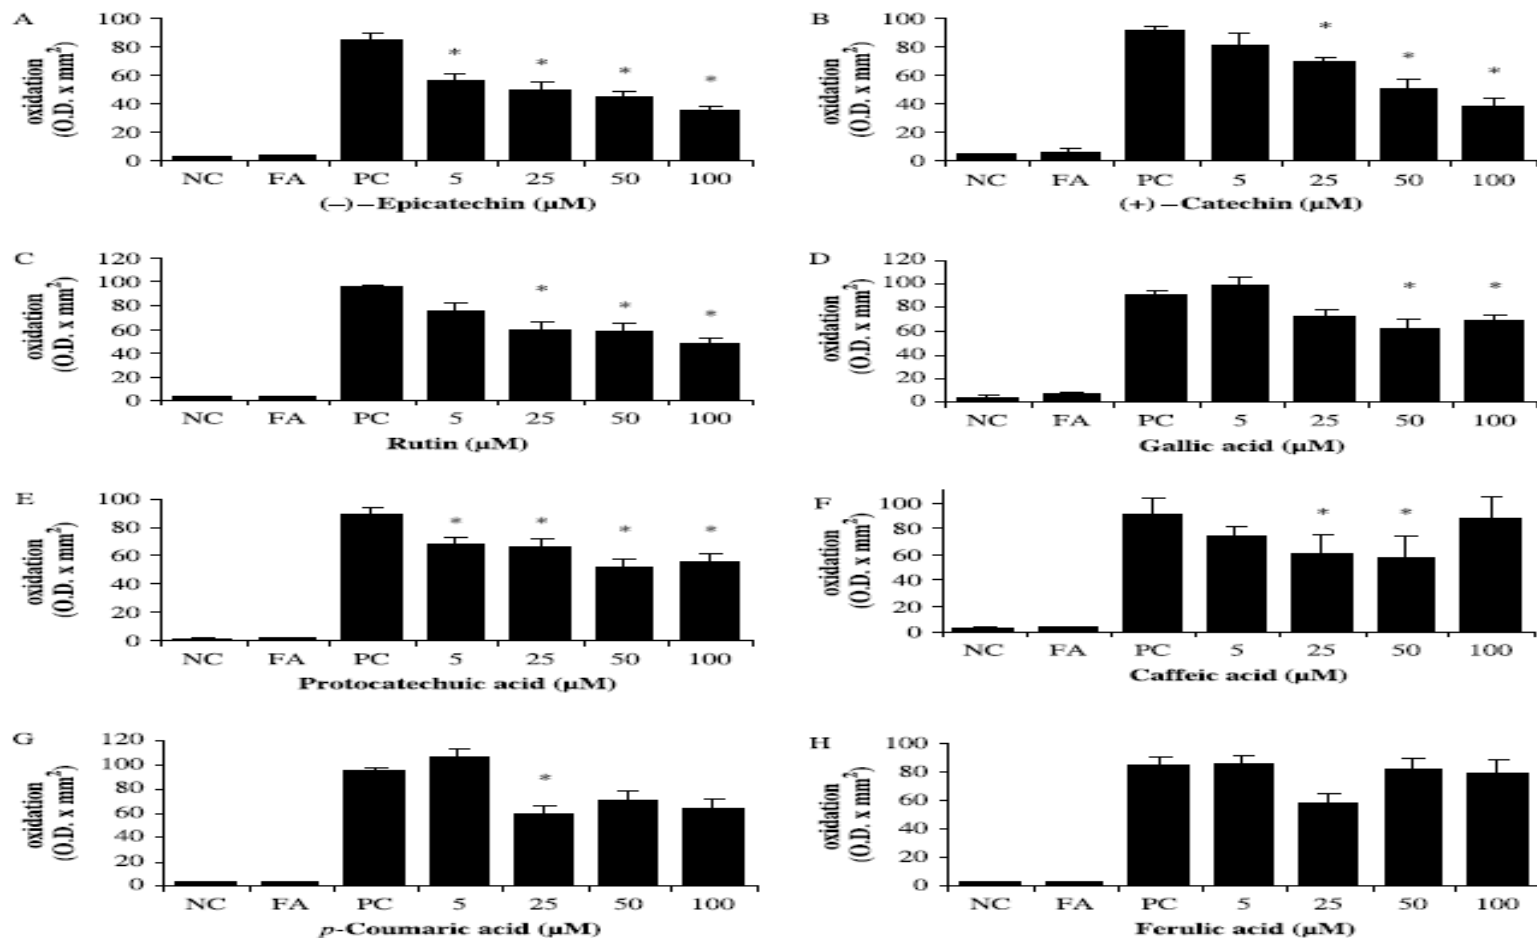 A
oxidation
(O.D. x mm²)
100
80
60
40
20
0
* * * *
NC FA PC 5 25 50 100
(–)–Epicatechin (µM)
B
oxidation
(O.D. x mm²)
100
80
60
40
20
0
* * *
NC FA PC 5 25 50 100
(+)–Catechin (µM)
C
oxidation
(O.D. x mm²)
120
100
80
60
40
20
0
* * *
NC FA PC 5 25 50 100
Rutin (µM)
D
oxidation
(O.D. x mm²)
120
100
80
60
40
20
0
* *
NC FA PC 5 25 50 100
Gallic acid (µM)
E
oxidation
(O.D. x mm²)
100
80
60
40
20
0
* * * *
NC FA PC 5 25 50 100
Protocatechuic acid (µM)
F
oxidation
(O.D. x mm²)
100
80
60
40
20
0
* *
NC FA PC 5 25 50 100
Caffeic acid (µM)
G
oxidation
(O.D. x mm²)
120
100
80
60
40
20
0
*
NC FA PC 5 25 50 100
p-Coumaric acid (µM)
H
oxidation
(O.D. x mm²)
100
80
60
40
20
0
NC FA PC 5 25 50 100
Ferulic acid (µM)